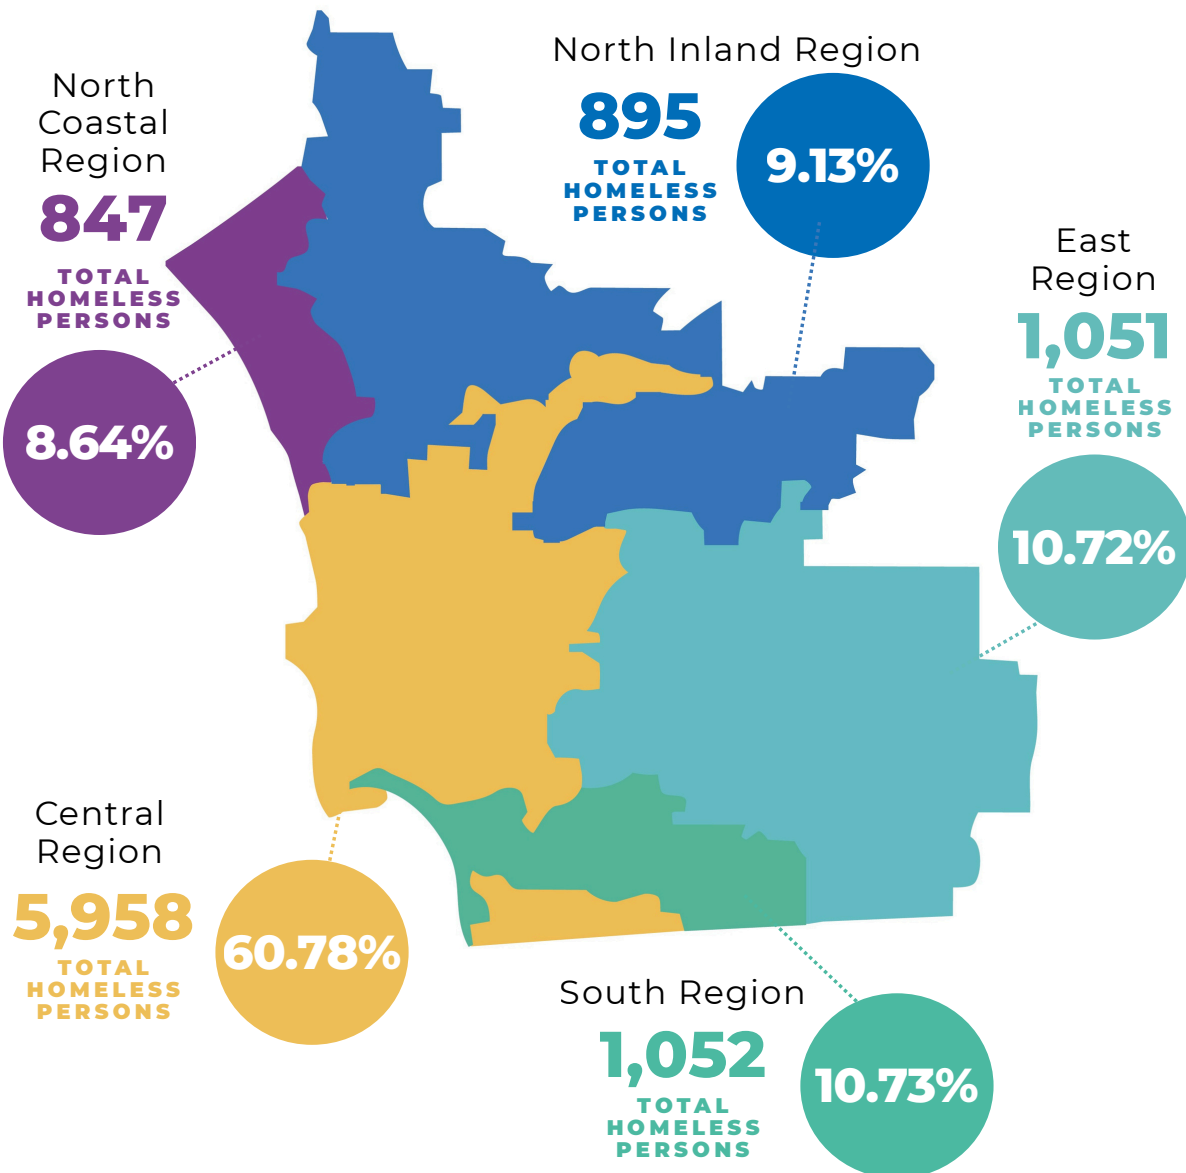 North
Coastal
Region
847
TOTAL
HOMELESS
PERSONS
8.64%
North Inland Region
895
TOTAL
HOMELESS
PERSONS
9.13%
East
Region
1,051
TOTAL
HOMELESS
PERSONS
10.72%
Central
Region
5,958
TOTAL
HOMELESS
PERSONS
60.78%
South Region
1,052
TOTAL
HOMELESS
PERSONS
10.73%